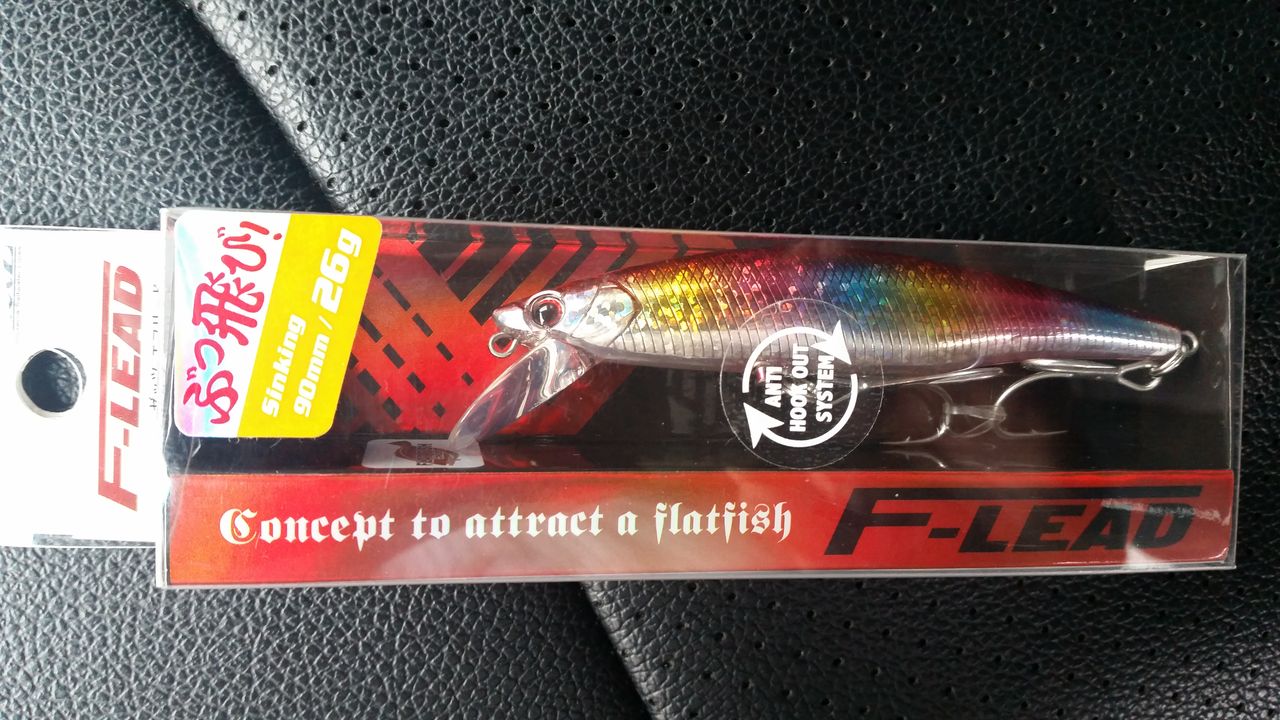 F-LEAD
ぶっ飛び!
Sinking
90mm / 26g
ANTI
HOOK OUT
SYSTEM
Concept to attract a flatfish
F-LEAD